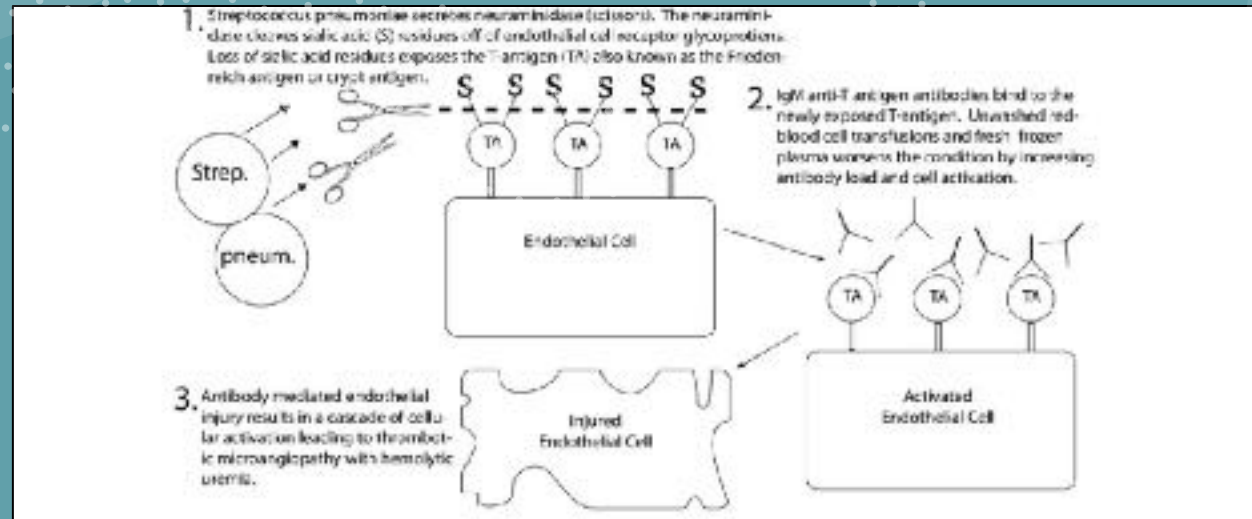 1. Streptococcus pneumoniae secretes neuraminidase (scissors). The neuramini-
dase cleaves sialic acid (S) residues off of endothelial cell receptor glycoprotiens.
Loss of sialic acid residues exposes the T-antigen (TA) also known as the Frieden-
reich antigen or crypt antigen.
S S S S S S
TA TA TA
Strep.
pneum.
Endothelial Cell
2. IgM anti-T antigen antibodies bind to the
newly exposed T-antigen. Unwashed red-
blood cell transfusions and fresh frozen
plasma worsens the condition by increasing
antibody load and cell activation.
TA TA TA
Activated
Endothelial Cell
3. Antibody mediated endothelial
injury results in a cascade of cellu-
lar activation leading to thrombot-
ic microangiopathy with hemolytic
uremia.
Injured
Endothelial Cell